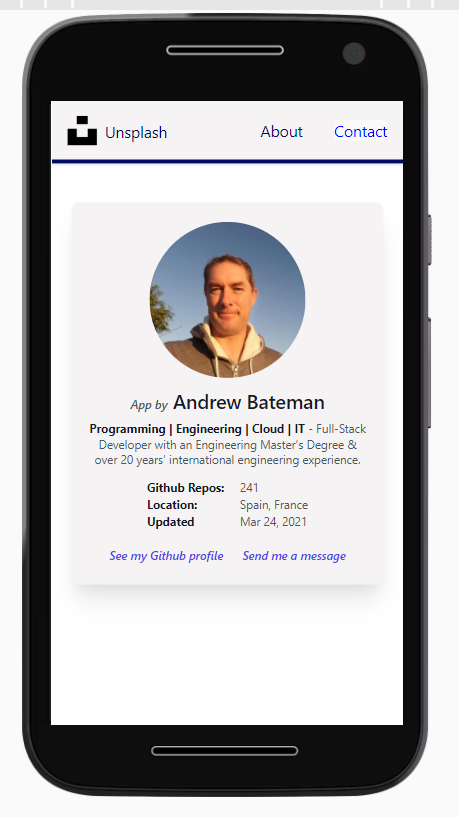 Unsplash About Contact
App by Andrew Bateman
Programming | Engineering | Cloud | IT - Full-Stack
Developer with an Engineering Master's Degree &
over 20 years' international engineering experience.
Github Repos: 241
Location: Spain, France
Updated Mar 24, 2021
See my Github profile Send me a message